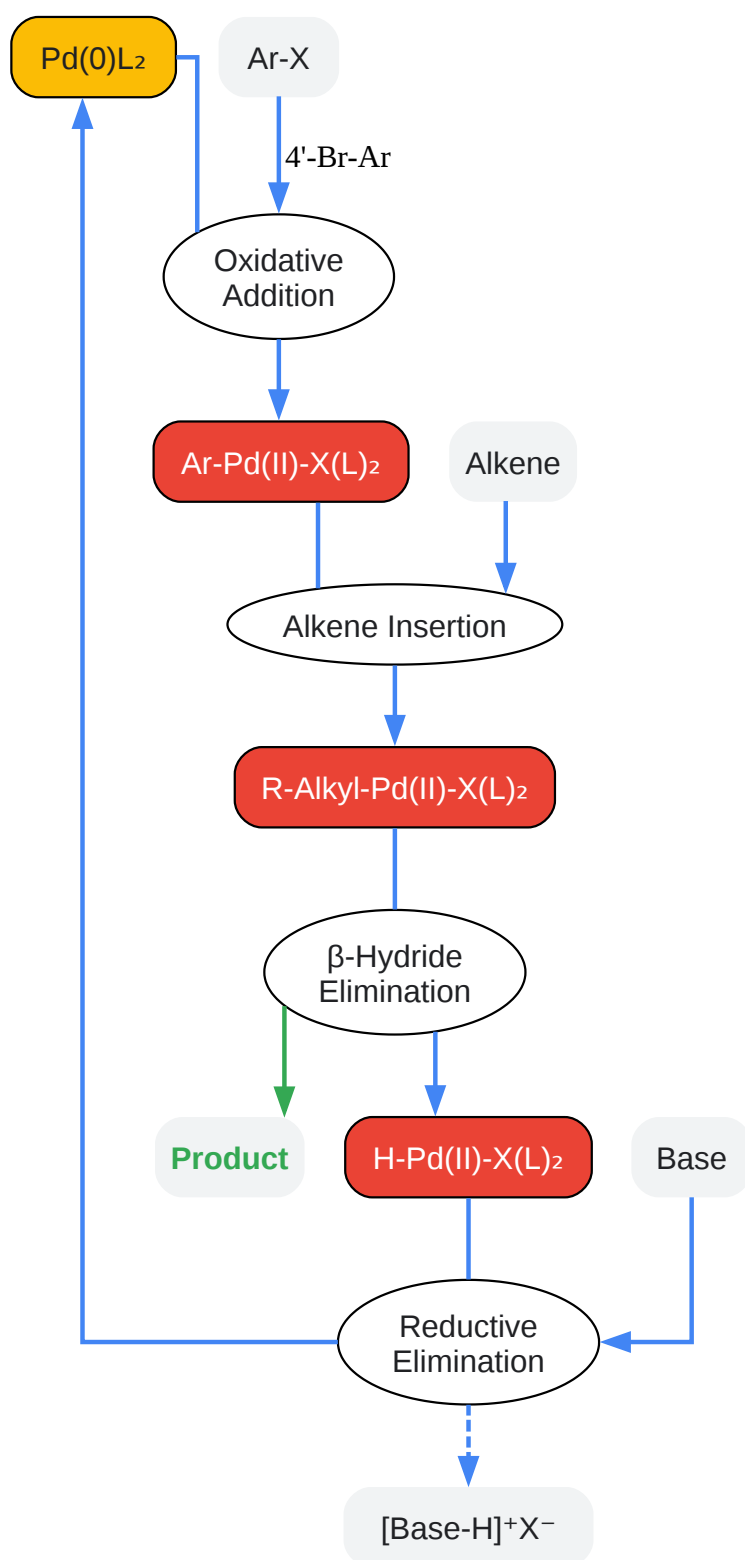 Pd(0)L₂
Ar-X
4'-Br-Ar
Oxidative
Addition
Ar-Pd(II)-X(L)₂
Alkene
Alkene Insertion
R-Alkyl-Pd(II)-X(L)₂
β-Hydride
Elimination
Product
H-Pd(II)-X(L)₂
Base
Reductive
Elimination
[Base-H]⁺X⁻